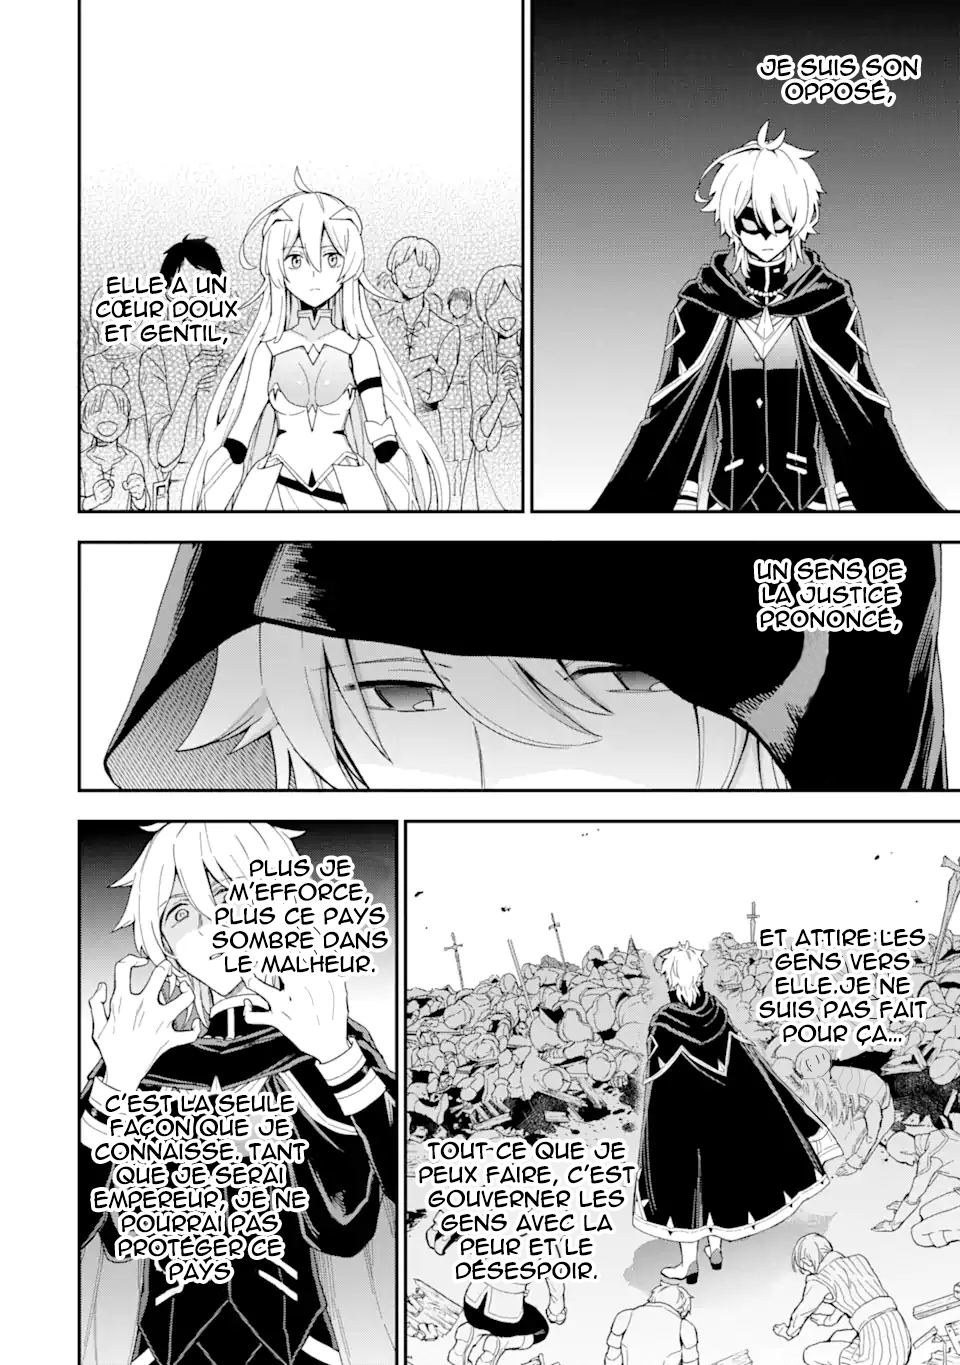 JE SUIS SON
OPPOSÉ,
ELLE A UN
CŒUR DOUX
ET GENTIL,
UN SENS DE
LA JUSTICE
PRONONCÉ,
ET ATTIRE LES
GENS VERS
ELLE.JE NE
SUIS PAS FAIT
POUR ÇA...
TOUT-CE QUE JE
PEUX FAIRE, C'EST
GOUVERNER LES
GENS AVEC LA
PEUR ET LE
DÉSESPOIR.
PLUS JE
M'EFFORCE,
PLUS CE PAYS
SOMBRE DANS
LE MALHEUR.
C'EST LA SEULE
FAÇON QUE JE
CONNAISSE, TANT
QUE JE SERAI
EMPEREUR, JE NE
POURRAI PAS
PROTÉGER CE
PAYS